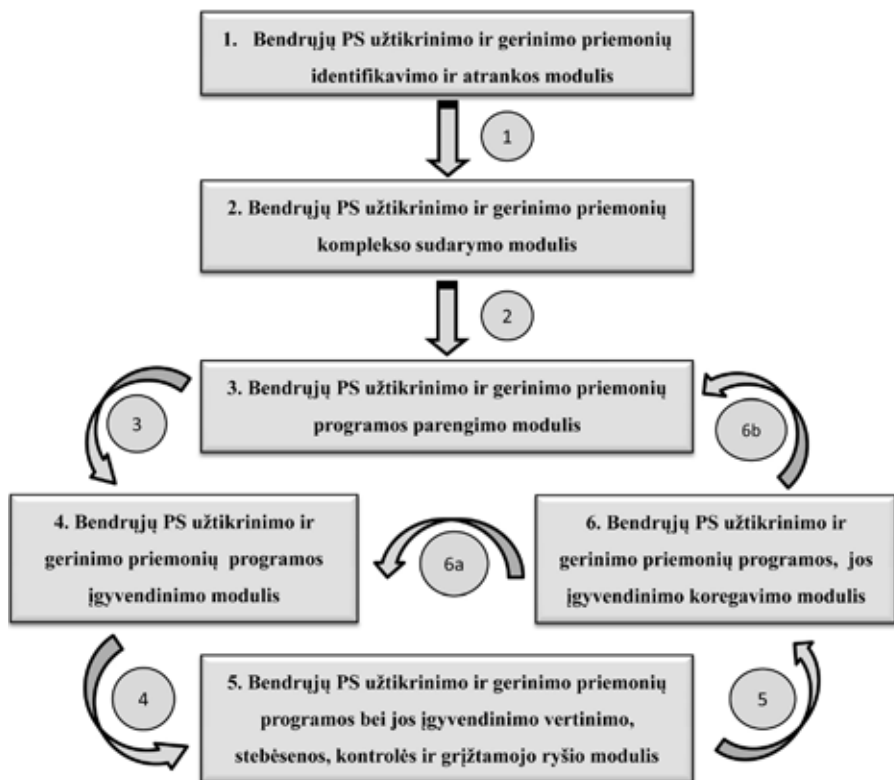 1. Bendrųjų PS užtikrinimo ir gerinimo priemonių
identifikavimo ir atrankos modulis
1
2. Bendrųjų PS užtikrinimo ir gerinimo priemonių
komplekso sudarymo modulis
2
3. Bendrųjų PS užtikrinimo ir gerinimo priemonių
programos parengimo modulis
3
6b
4. Bendrųjų PS užtikrinimo ir
gerinimo priemonių programos
įgyvendinimo modulis
6a
6. Bendrųjų PS užtikrinimo ir
gerinimo priemonių programos, jos
įgyvendinimo koregavimo modulis
4
5. Bendrųjų PS užtikrinimo ir gerinimo priemonių
programos bei jos įgyvendinimo vertinimo,
stebėsenos, kontrolės ir grįžtamojo ryšio modulis
5